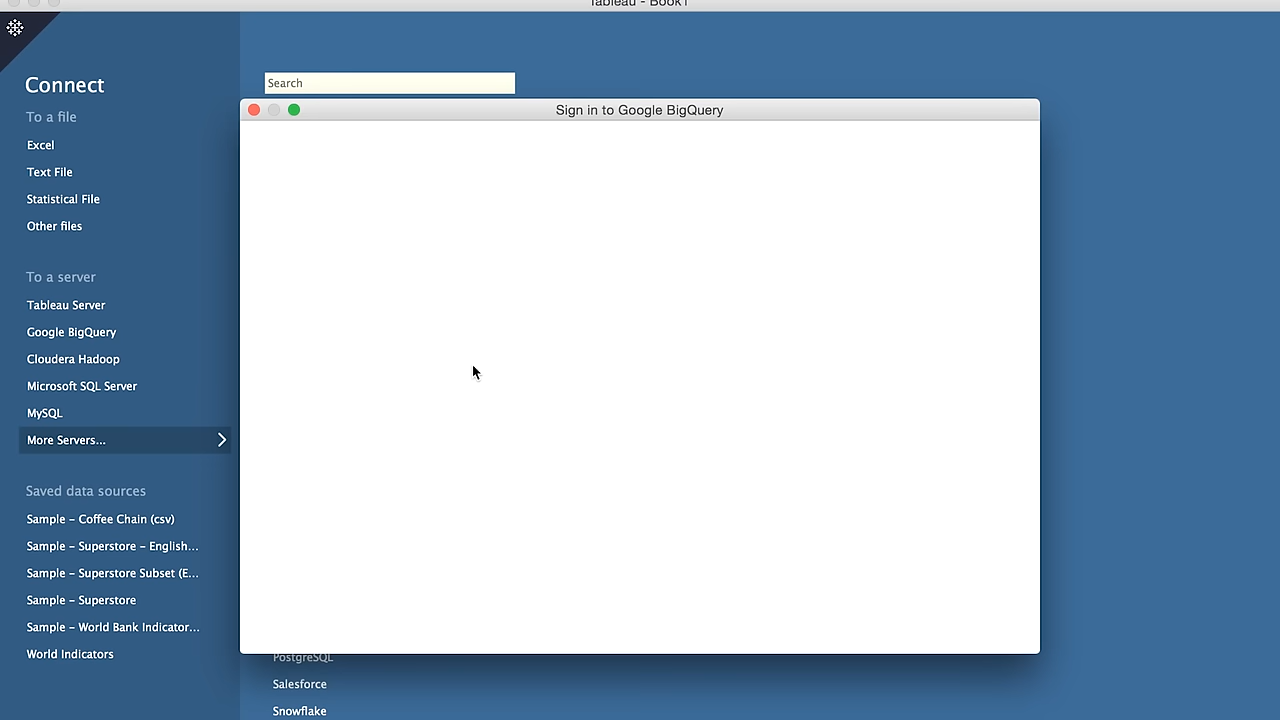 Tableau - Book1
Connect
To a file
Excel
Text File
Statistical File
Other files
To a server
Tableau Server
Google BigQuery
Cloudera Hadoop
Microsoft SQL Server
MySQL
More Servers...
Saved data sources
Sample – Coffee Chain (csv)
Sample – Superstore – English...
Sample – Superstore Subset (E...
Sample – Superstore
Sample – World Bank Indicator...
World Indicators
Search
Sign in to Google BigQuery
PostgreSQL
Salesforce
Snowflake